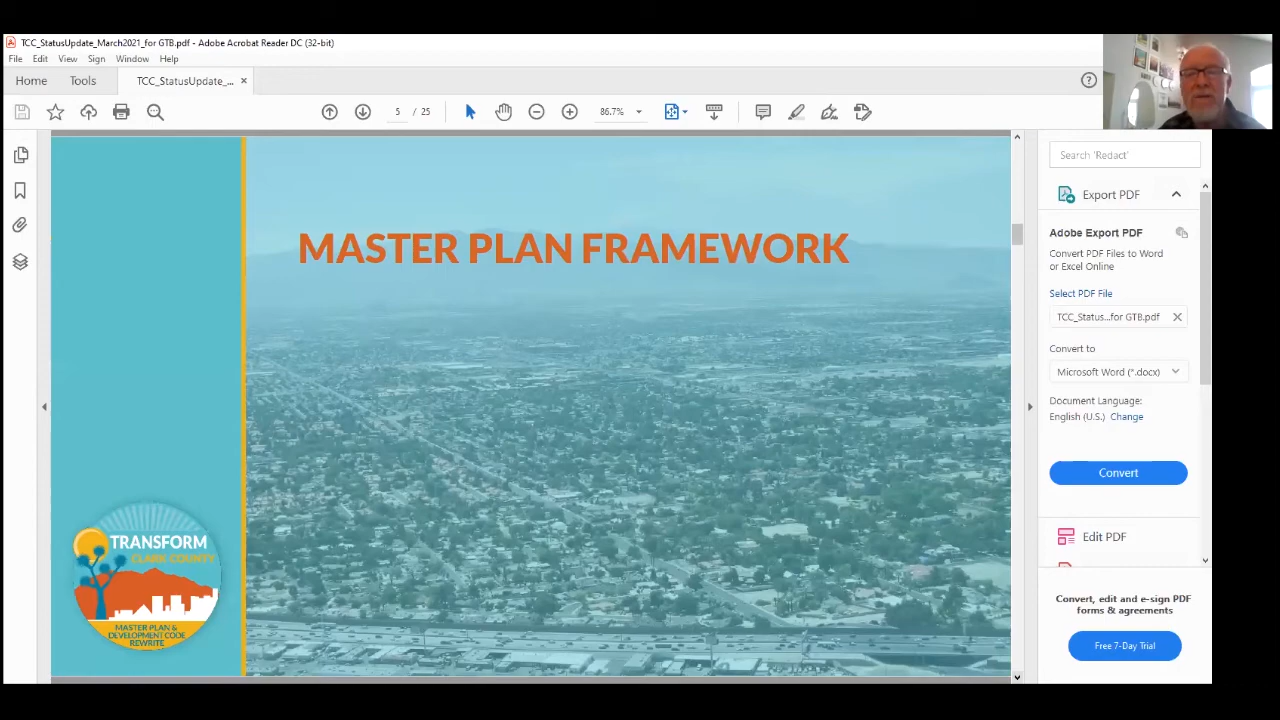 TCC_StatusUpdate_March2021_for GTB.pdf - Adobe Acrobat Reader DC (32-bit)
File Edit View Sign Window Help
Home Tools TCC_StatusUpdate_... ×
5 / 25 86.7%
Search 'Redact'
Export PDF
Adobe Export PDF
Convert PDF Files to Word
or Excel Online
Select PDF File
TCC_Status...for GTB.pdf
Convert to
Microsoft Word (*.docx)
Document Language:
English (U.S.) Change
Convert
Edit PDF
Convert, edit and e-sign PDF
forms & agreements
Free 7-Day Trial
MASTER PLAN FRAMEWORK
TRANSFORM
CLARK COUNTY
MASTER PLAN &
DEVELOPMENT CODE
REWRITE